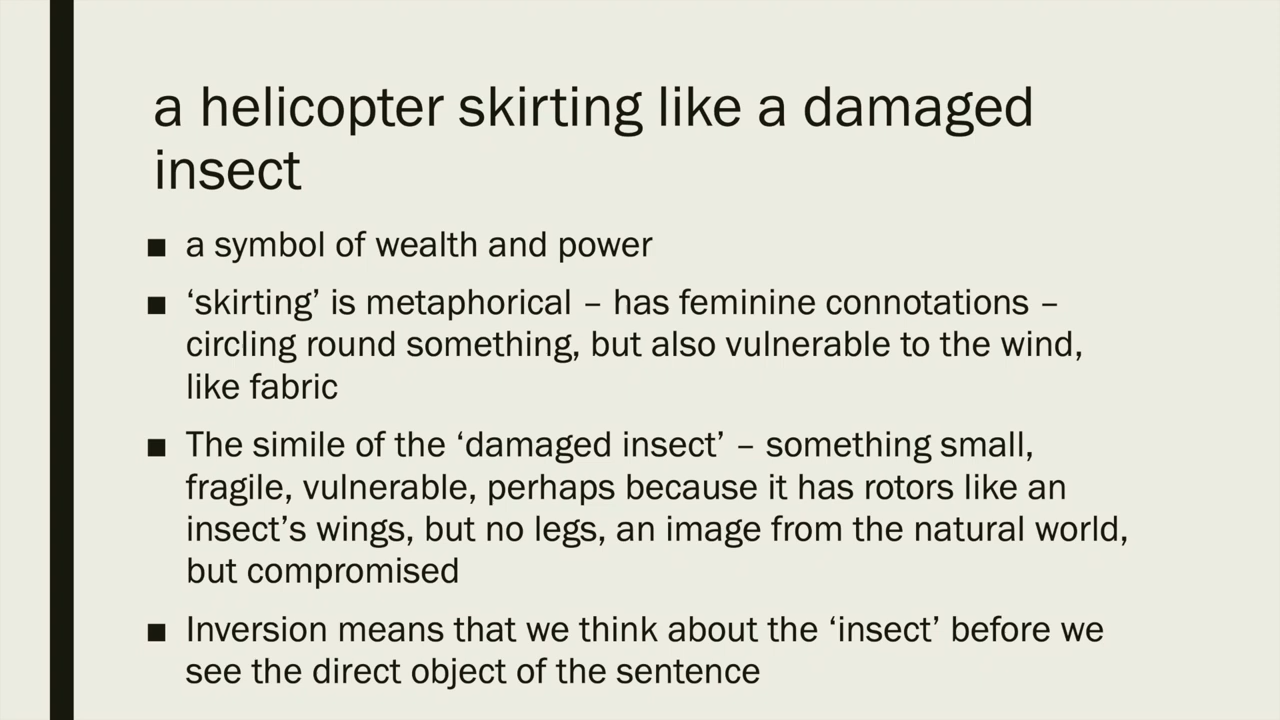 a helicopter skirting like a damaged
insect
■ a symbol of wealth and power
■ ‘skirting’ is metaphorical – has feminine connotations –
circling round something, but also vulnerable to the wind,
like fabric
■ The simile of the ‘damaged insect’ – something small,
fragile, vulnerable, perhaps because it has rotors like an
insect’s wings, but no legs, an image from the natural world,
but compromised
■ Inversion means that we think about the ‘insect’ before we
see the direct object of the sentence